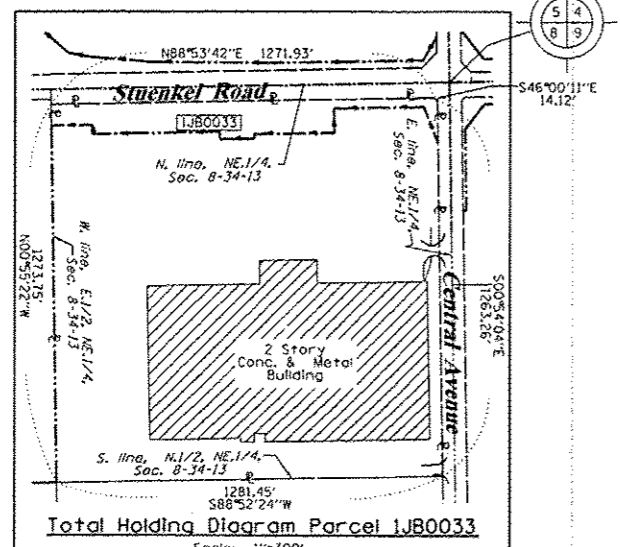 5 4
8 9
N88°53'42"E 1271.93'
Stuenkel Road
S46°00'11"E
14.12'
1JB0033
N. line, NE.1/4,
Sec. 8-34-13
E. line, NE.1/4,
Sec. 8-34-13
W. line, E.1/2, NE.1/4,
Sec. 8-34-13
1273.75'
N00°55'22"W
S00°54'04"E
1263.26'
Central Avenue
2 Story
Conc. & Metal
Building
S. line, N.1/2, NE.1/4,
Sec. 8-34-13
1281.45'
S88°52'24"W
Total Holding Diagram Parcel 1JB0033